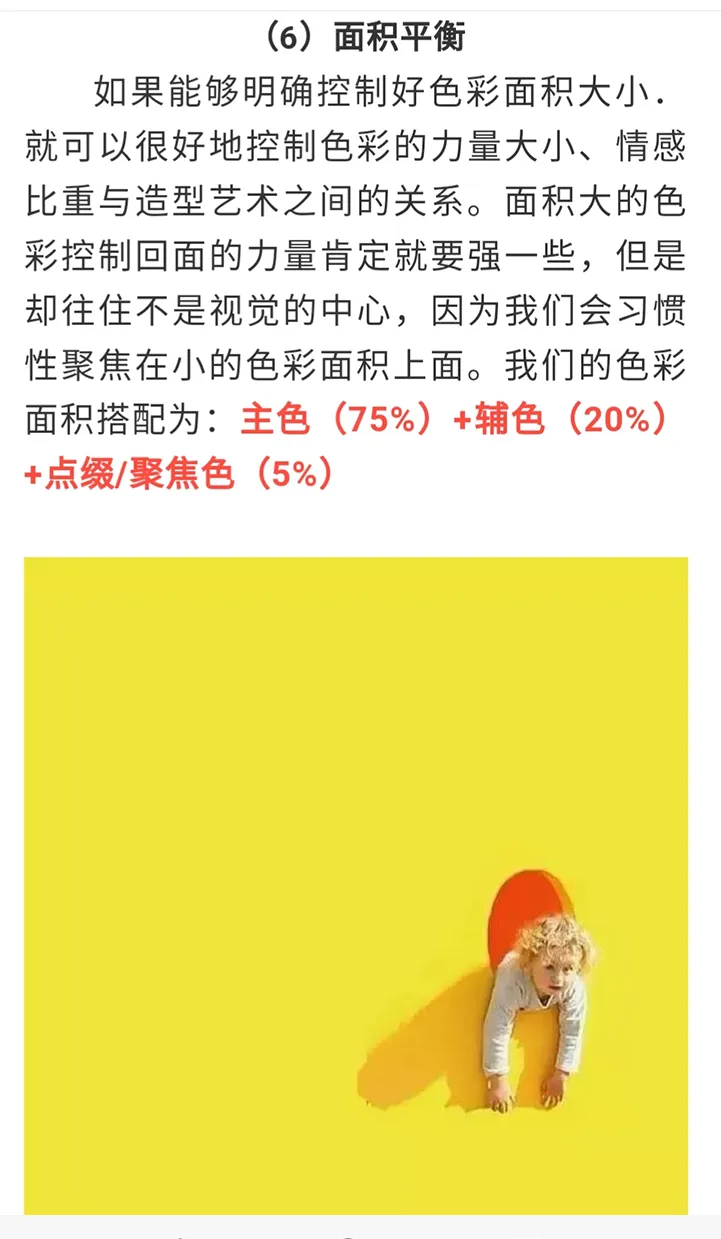 （6）面积平衡
如果能够明确控制好色彩面积大小．
就可以很好地控制色彩的力量大小、情感
比重与造型艺术之间的关系。面积大的色
彩控制回面的力量肯定就要强一些，但是
却往住不是视觉的中心，因为我们会习惯
性聚焦在小的色彩面积上面。我们的色彩
面积搭配为：主色（75%）+辅色（20%）
+点缀/聚焦色（5%）